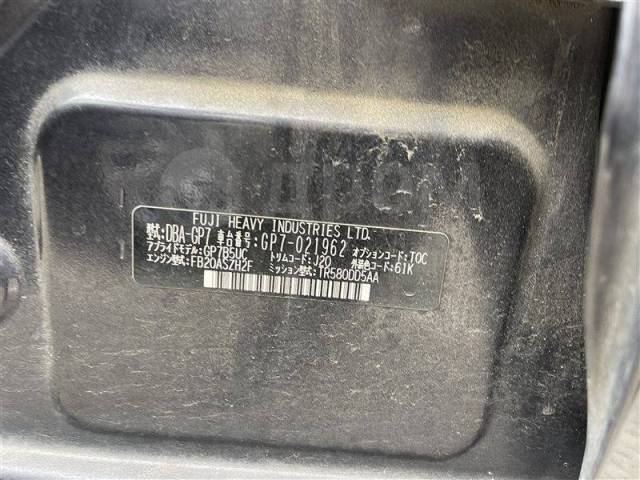 FUJI HEAVY INDUSTRIES LTD.
型式:DBA-GP7 車台番号:GP7-021962 オプションコード:TOC
アプライドモデル:GP7B5UC トリムコード:J20 外装色コード:61K
エンジン型式:FB20ASZH2F ミッション型式:TR580DD5AA